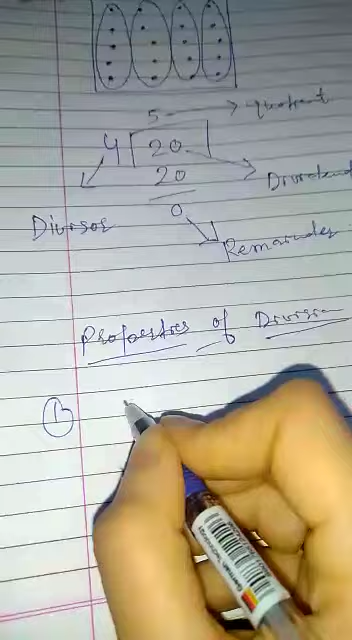 5 → quotient
4 20 Dividend
20
Divisor 0
Remainder
Properties of Division
1